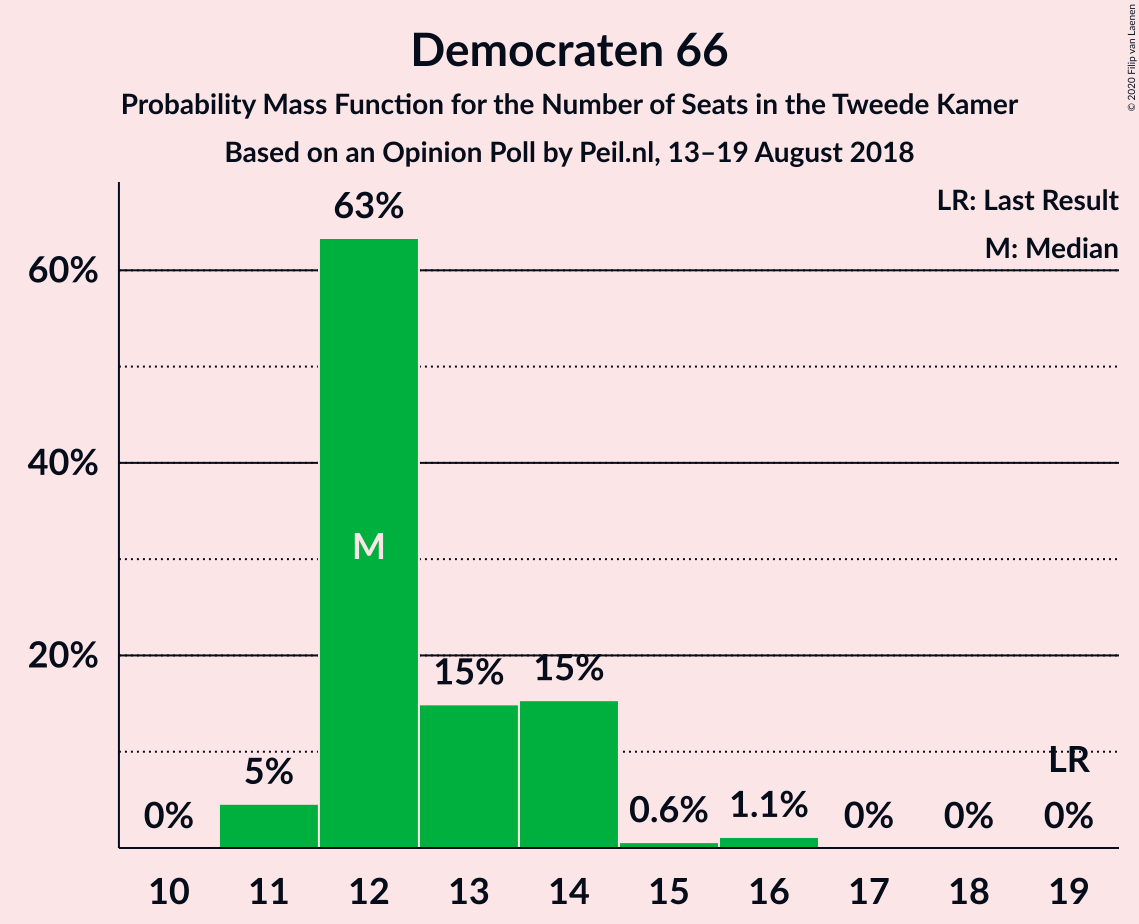 Democraten 66
Probability Mass Function for the Number of Seats in the Tweede Kamer
Based on an Opinion Poll by Peil.nl, 13–19 August 2018
© 2020 Filip van Laenen
LR: Last Result
M: Median
60%
40%
20%
0%
5%
63%
M
15%
15%
0.6%
1.1%
0%
0%
LR
0%
10 11 12 13 14 15 16 17 18 19